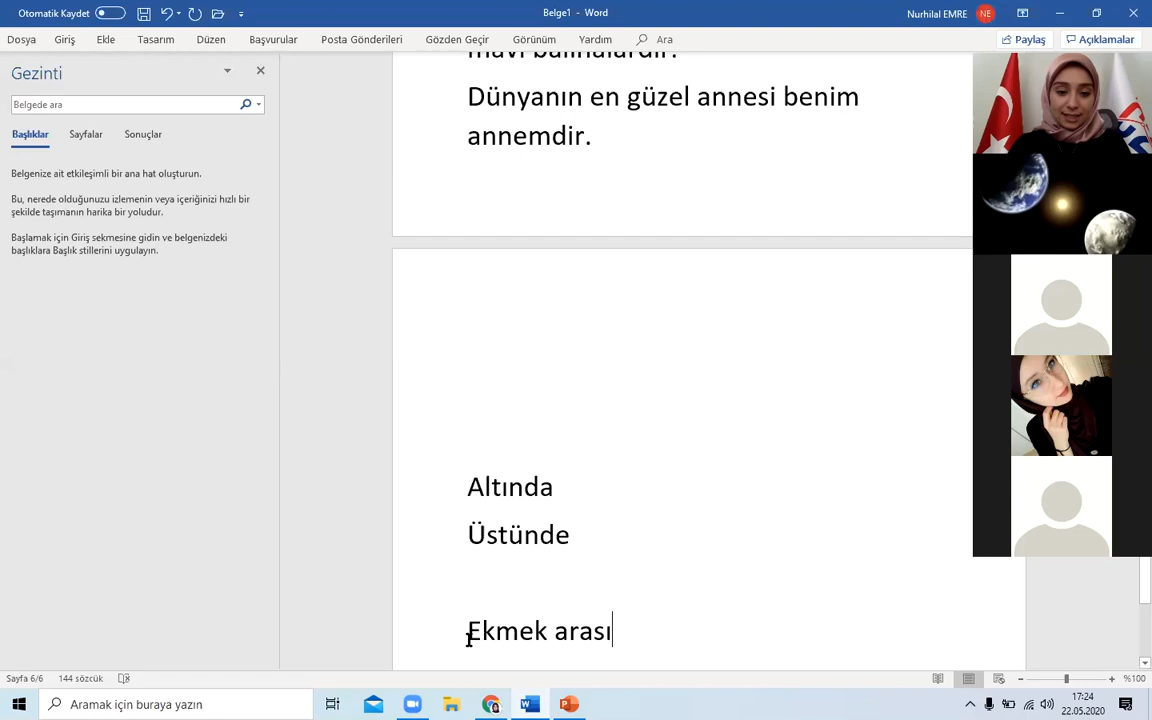 Otomatik Kaydet
Belge1 - Word
Nurhilal EMRE
NE
Dosya Giriş Ekle Tasarım Düzen Başvurular Posta Gönderileri Gözden Geçir Görünüm Yardım Ara
Paylaş Açıklamalar
Gezinti
Belgede ara
Başlıklar Sayfalar Sonuçlar
Belgenize ait etkileşimli bir ana hat oluşturun.
Bu, nerede olduğunuzu izlemenin veya içeriğinizi hızlı bir
şekilde taşımanın harika bir yoludur.
Başlamak için Giriş sekmesine gidin ve belgenizdeki
başlıklara Başlık stillerini uygulayın.
mavi balinalardır.
Dünyanın en güzel annesi benim
annemdir.
Altında
Üstünde
Ekmek arası
Sayfa 6/6 144 sözcük
%100
Aramak için buraya yazın
17:24
22.05.2020